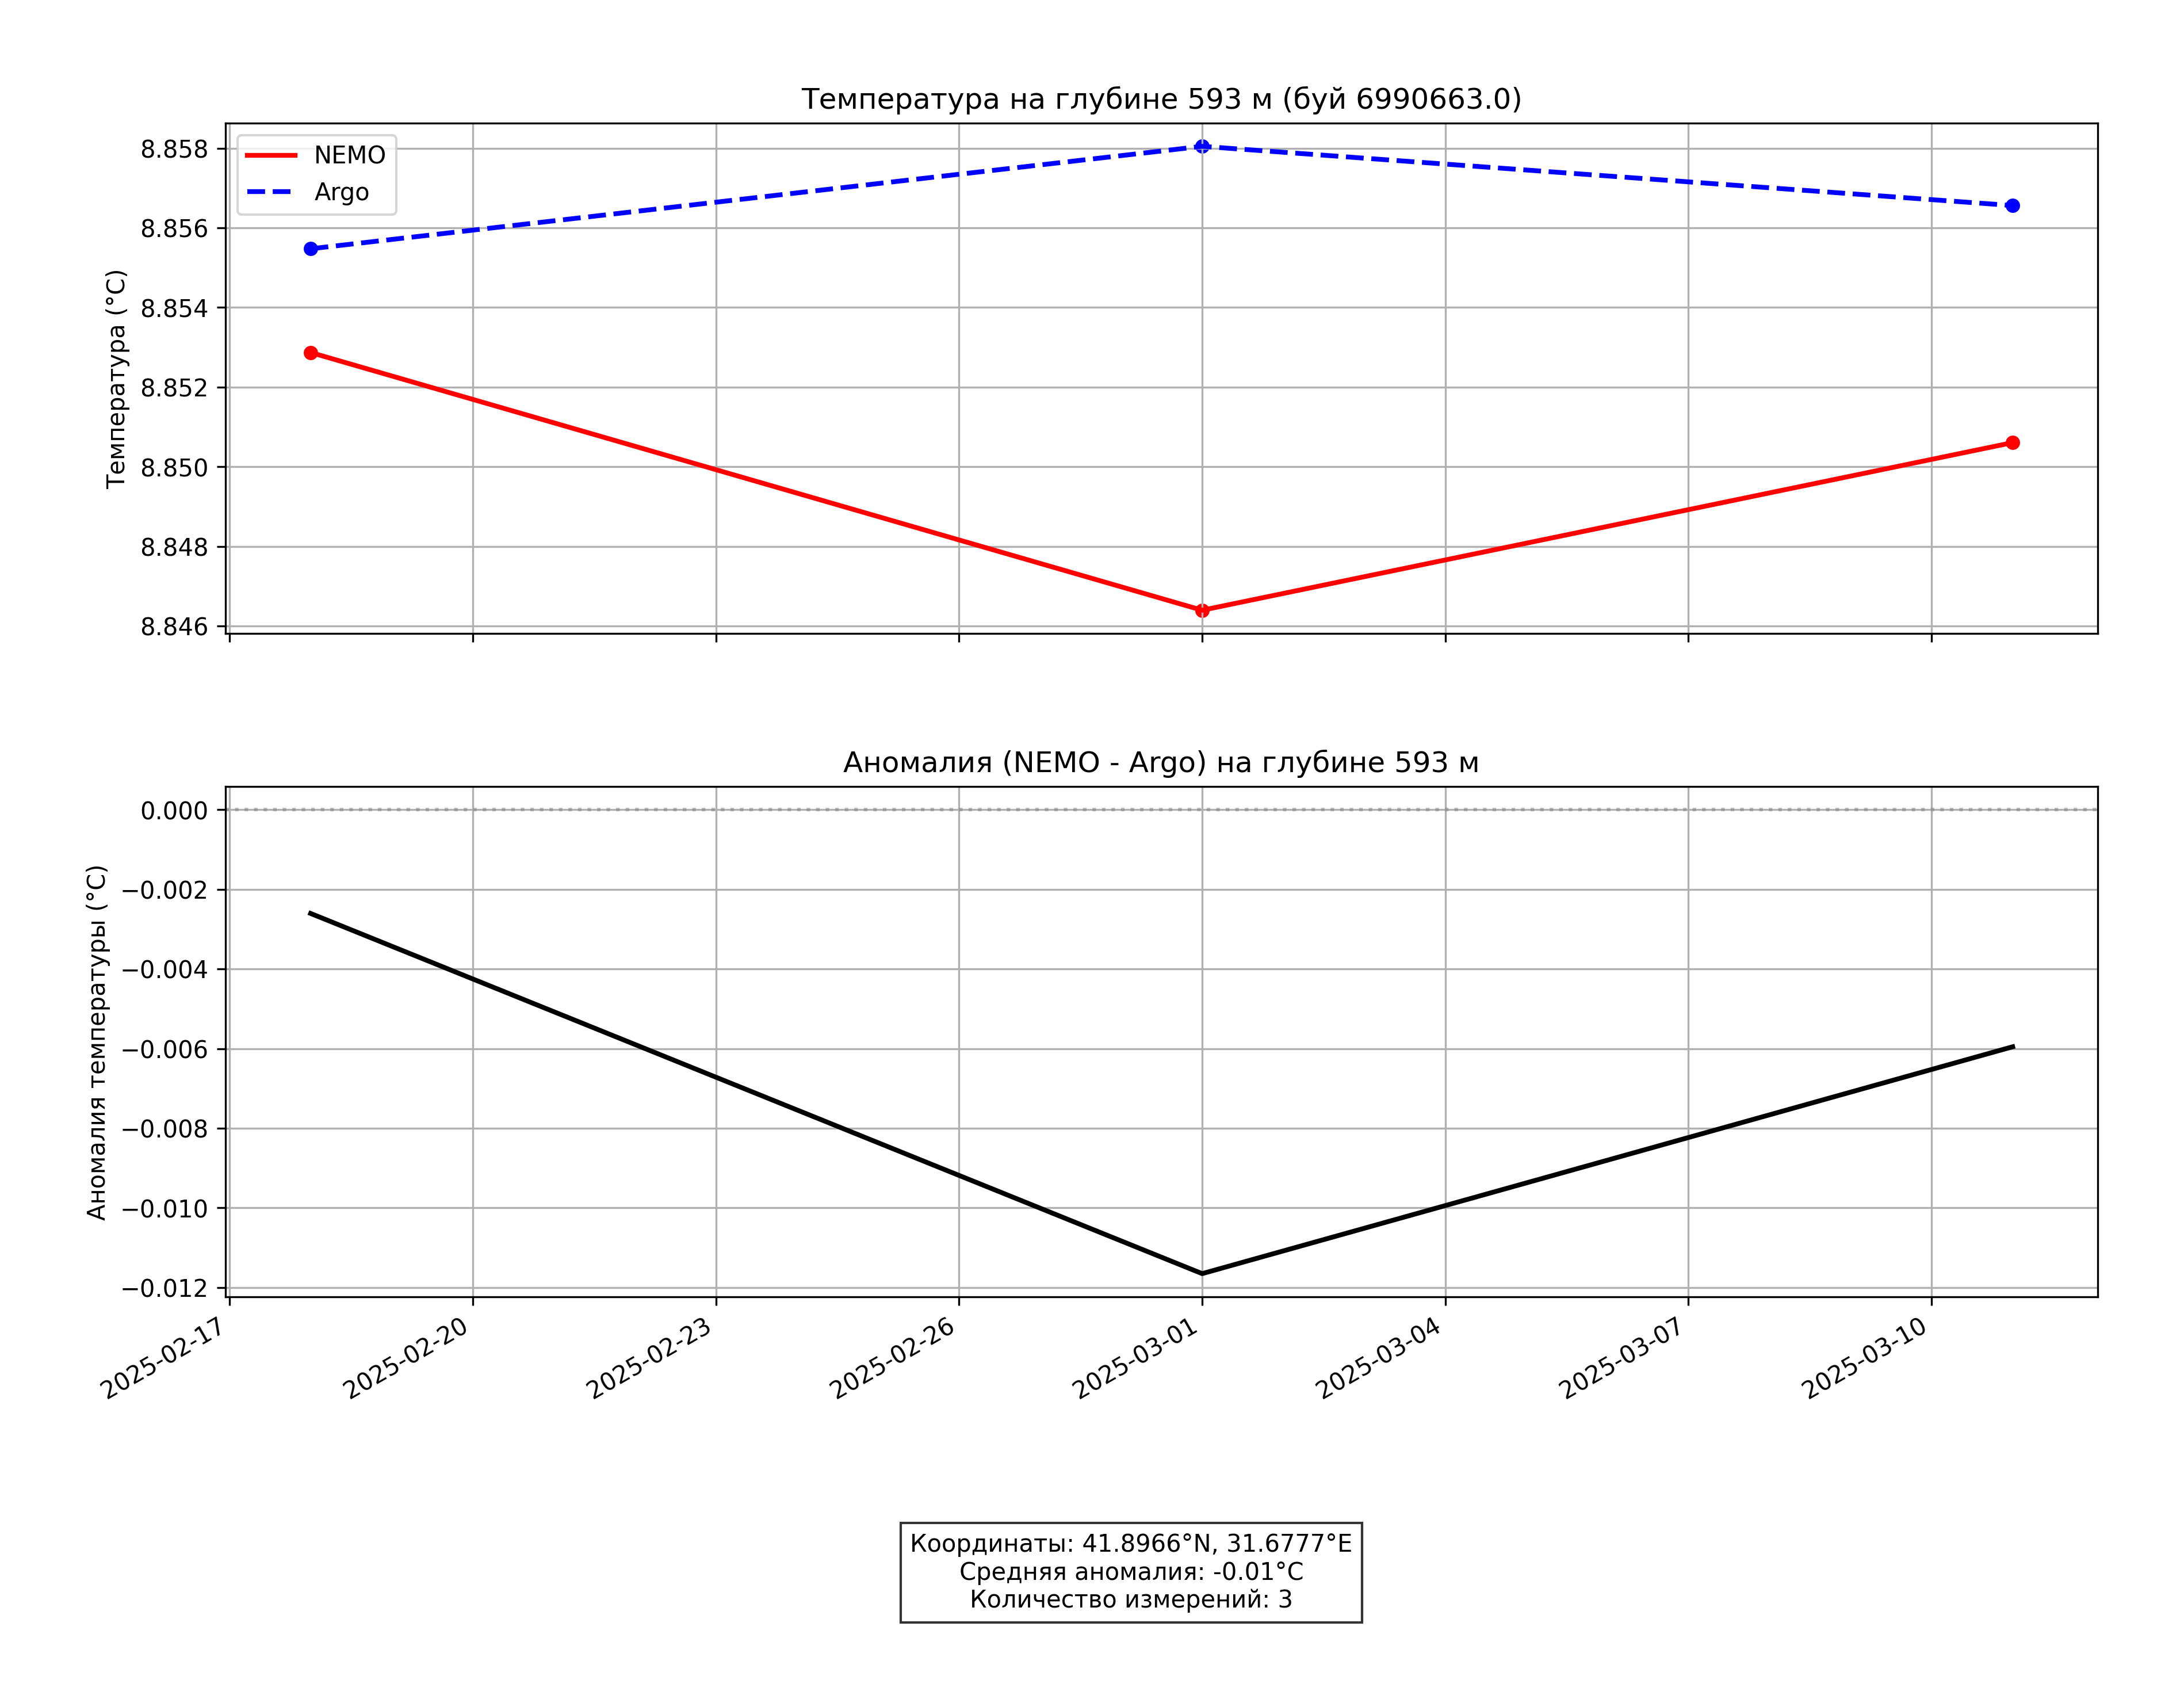 Температура на глубине 593 м (буй 6990663.0)
NEMO
Argo
Температура (°C)
8.858
8.856
8.854
8.852
8.850
8.848
8.846
Аномалия (NEMO - Argo) на глубине 593 м
Аномалия температуры (°C)
0.000
−0.002
−0.004
−0.006
−0.008
−0.010
−0.012
2025-02-17
2025-02-20
2025-02-23
2025-02-26
2025-03-01
2025-03-04
2025-03-07
2025-03-10
Координаты: 41.8966°N, 31.6777°E
Средняя аномалия: -0.01°C
Количество измерений: 3